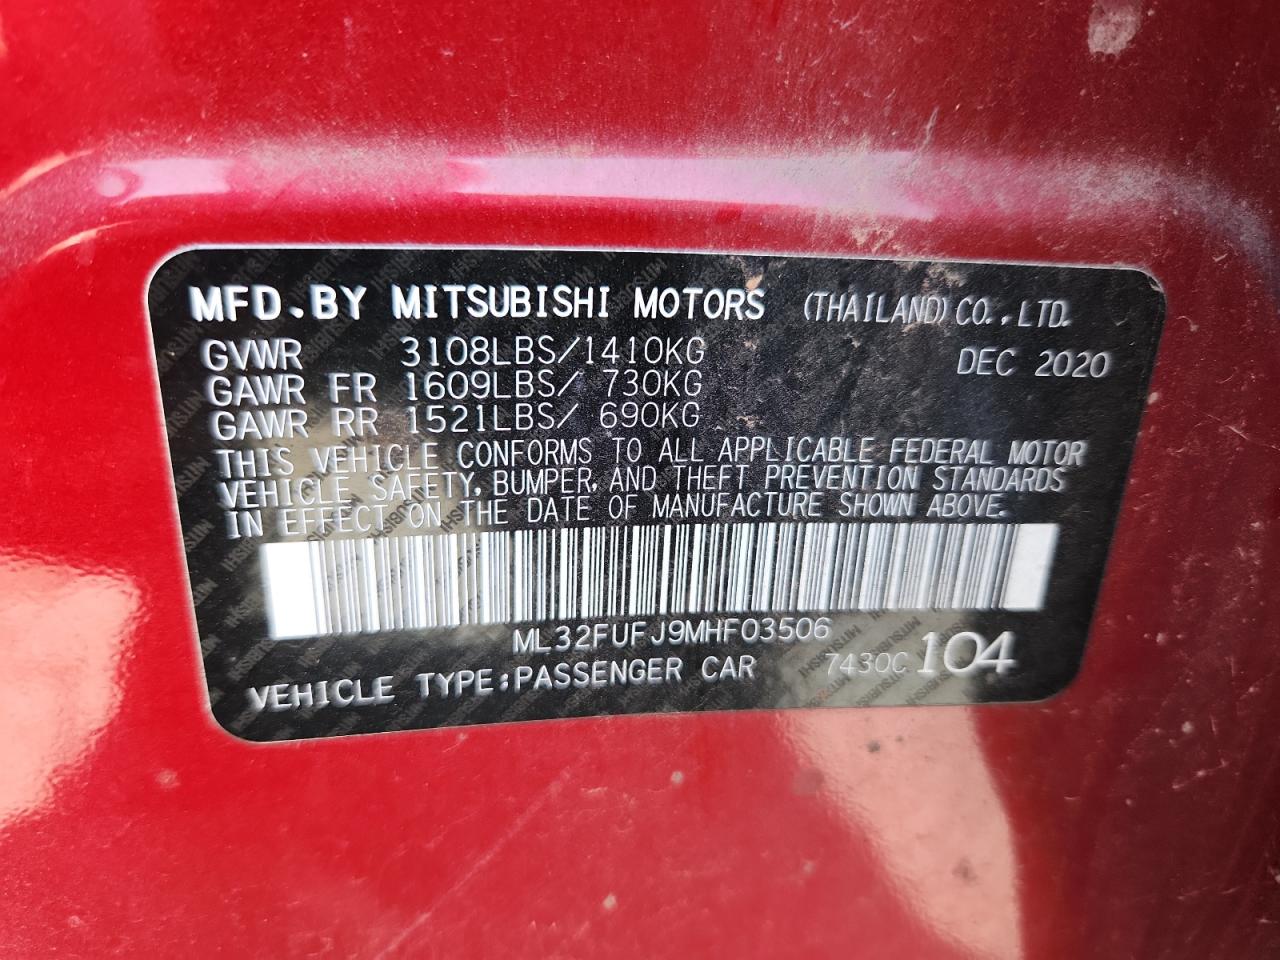 MFD.BY MITSUBISHI MOTORS (THAILAND) CO.,LTD.
GVWR 3108LBS/1410KG DEC 2020
GAWR FR 1609LBS/ 730KG
GAWR RR 1521LBS/ 690KG
THIS VEHICLE CONFORMS TO ALL APPLICABLE FEDERAL MOTOR
VEHICLE SAFETY, BUMPER, AND THEFT PREVENTION STANDARDS
IN EFFECT ON THE DATE OF MANUFACTURE SHOWN ABOVE.
ML32FUFJ9MHF03506
VEHICLE TYPE:PASSENGER CAR 7430C 104